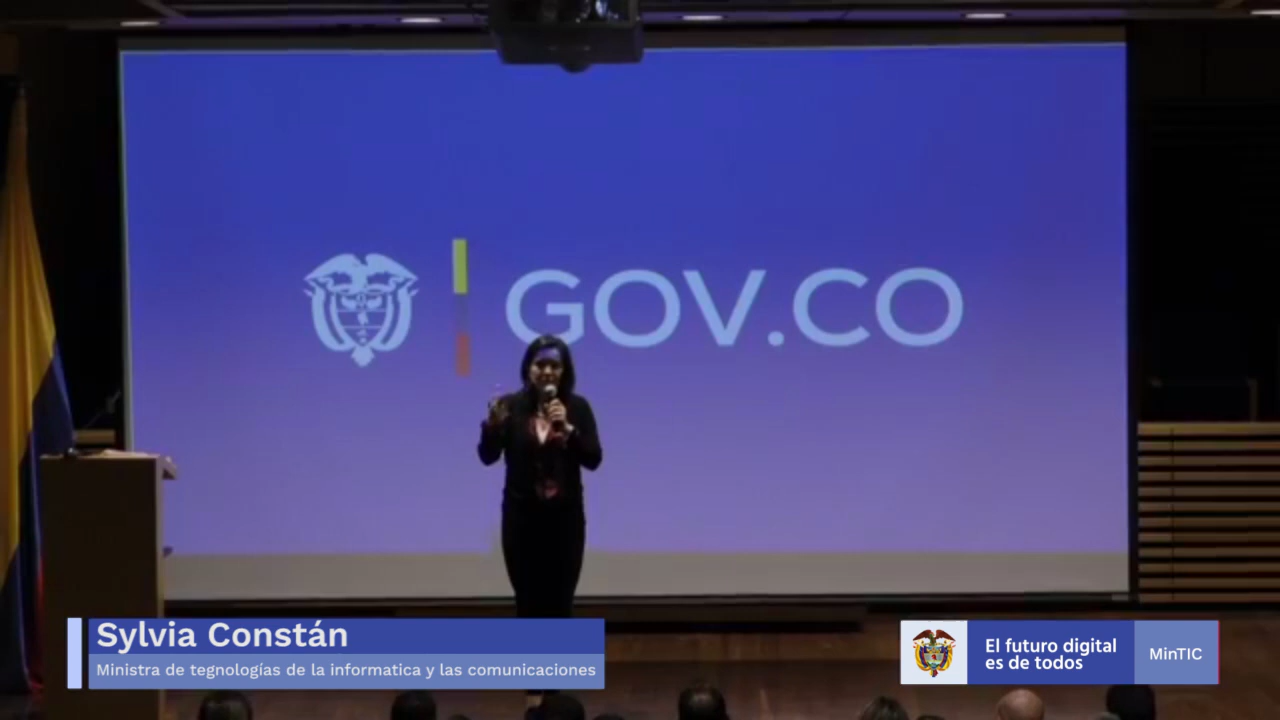 GOV.CO
Sylvia Constán
Ministra de tegnologías de la informatica y las comunicaciones
El futuro digital
es de todos
MinTIC